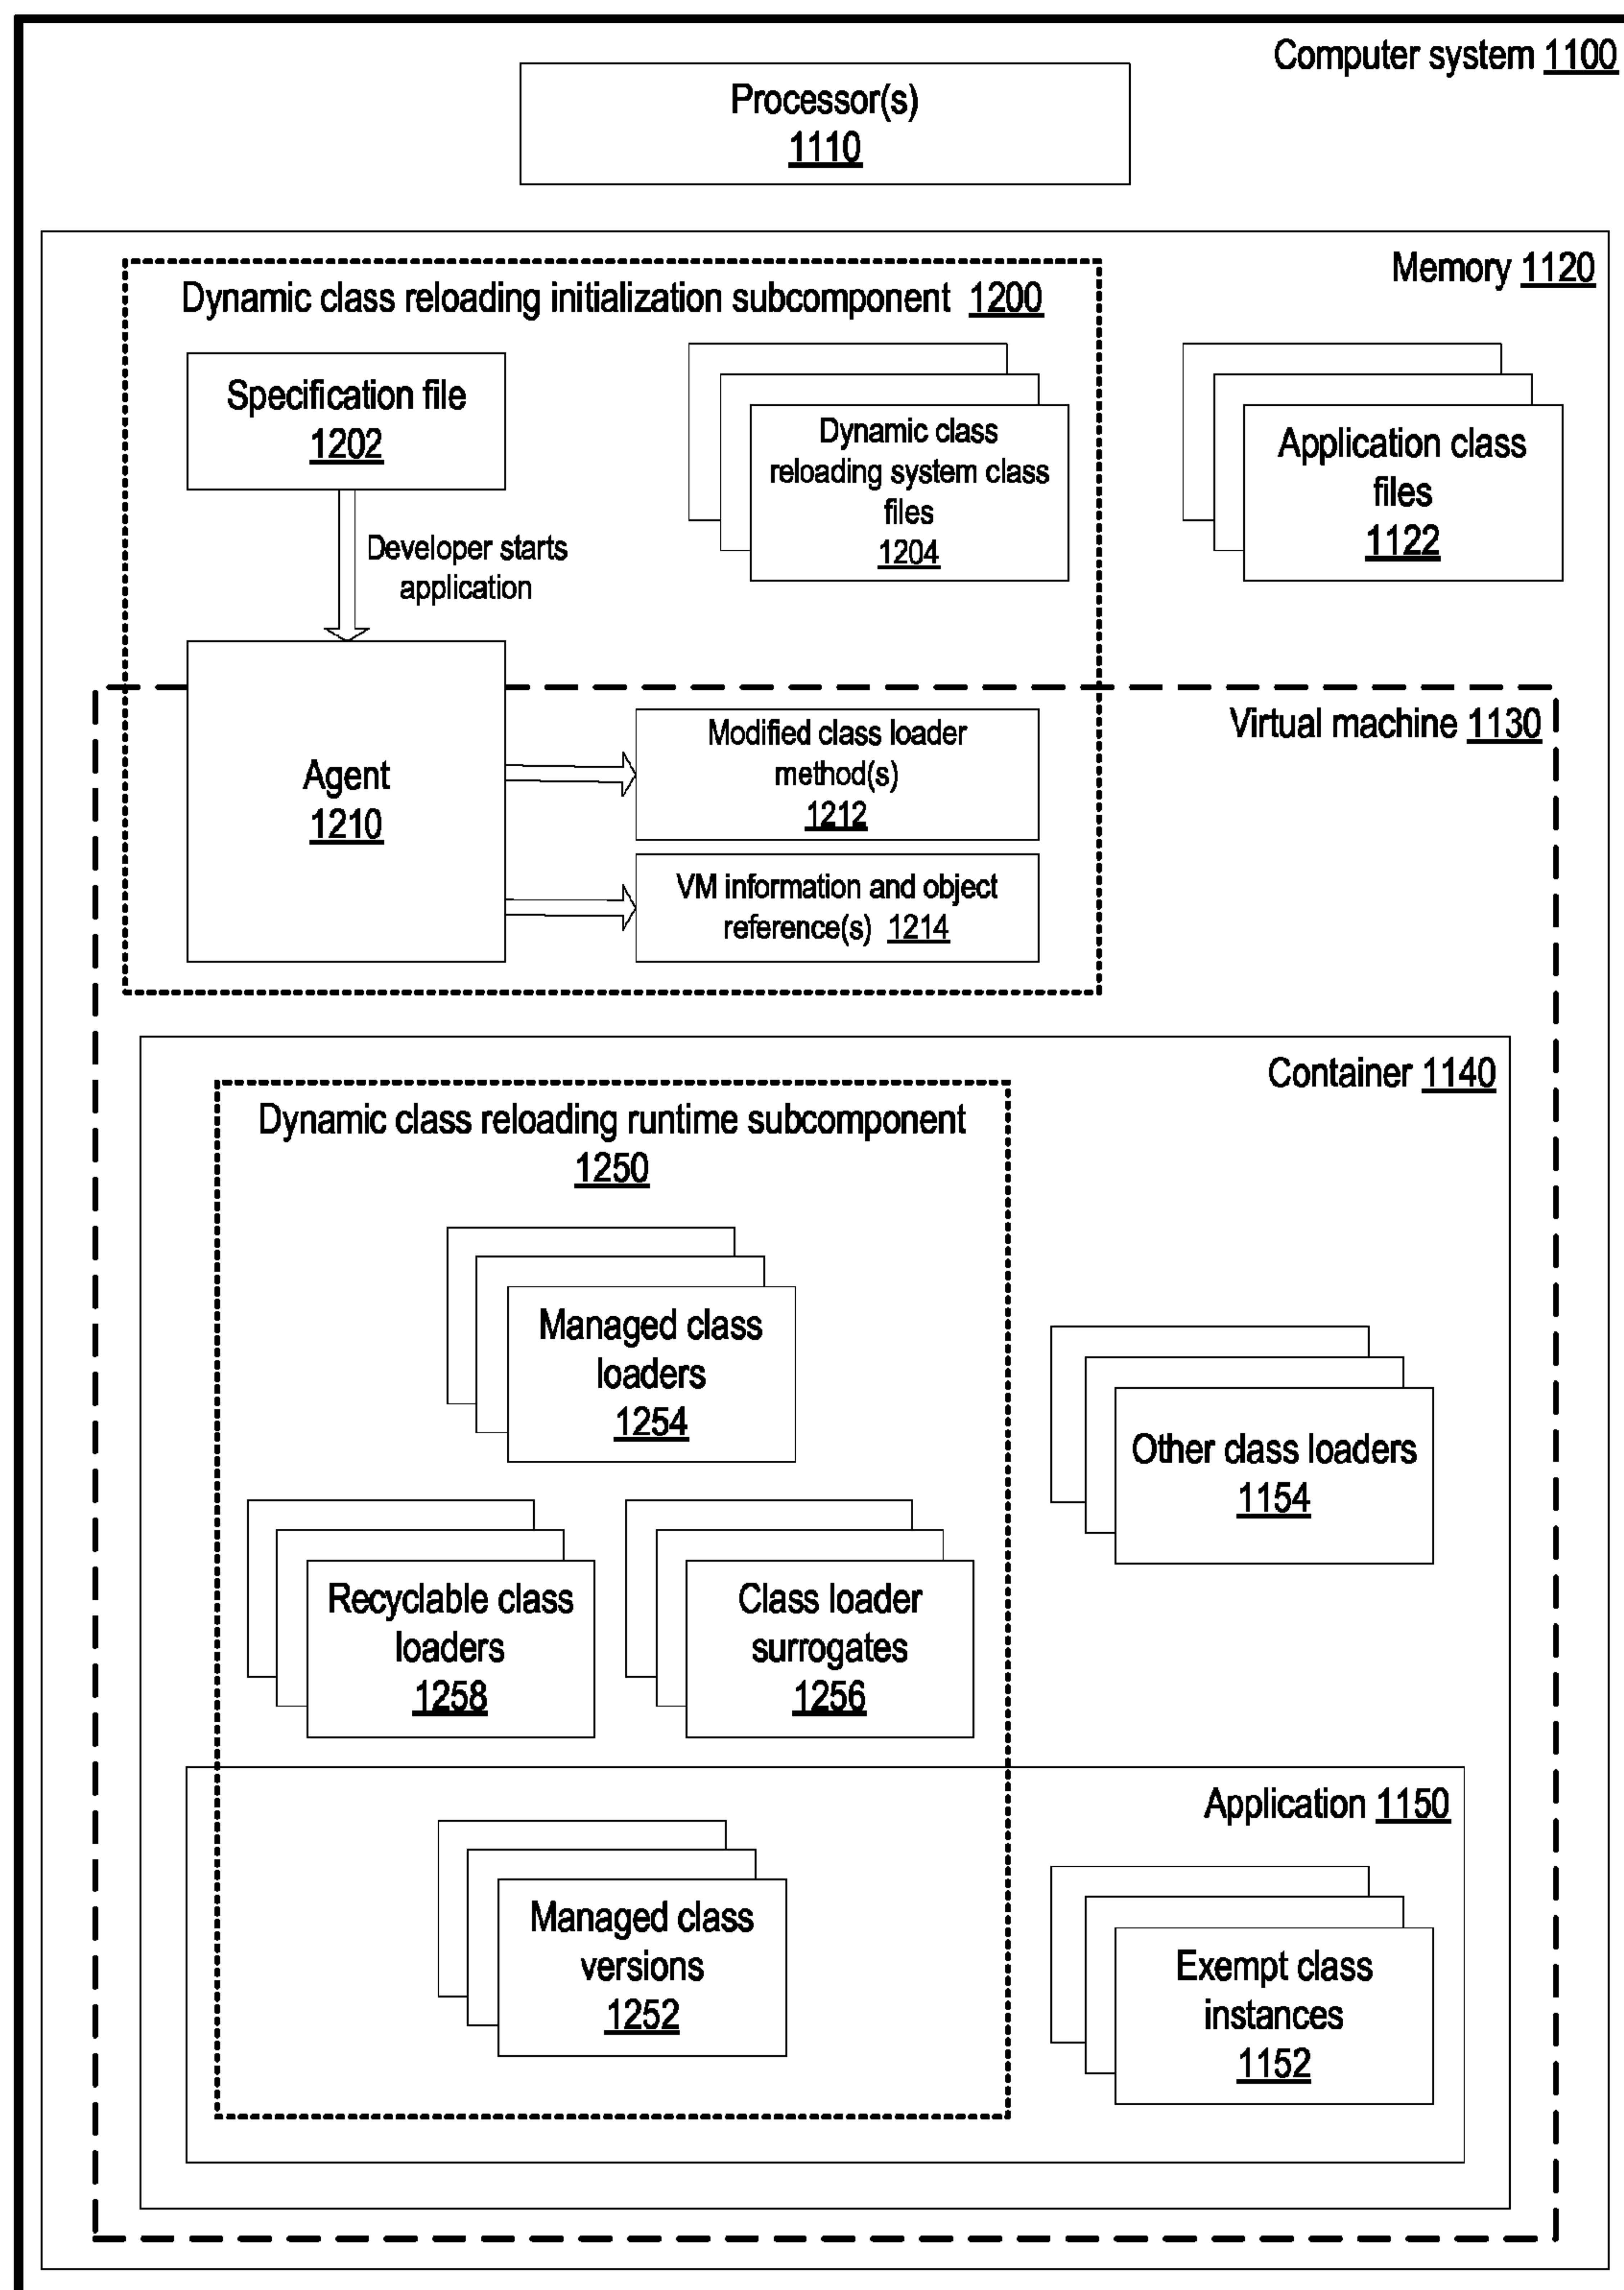 Computer system 1100
Processor(s)
1110
Memory 1120
Dynamic class reloading initialization subcomponent 1200
Specification file
1202
Dynamic class
reloading system class
files
1204
Application class
files
1122
Developer starts
application
Virtual machine 1130
Agent
1210
Modified class loader
method(s)
1212
VM information and object
reference(s) 1214
Container 1140
Dynamic class reloading runtime subcomponent
1250
Managed class
loaders
1254
Other class loaders
1154
Recyclable class
loaders
1258
Class loader
surrogates
1256
Application 1150
Managed class
versions
1252
Exempt class
instances
1152